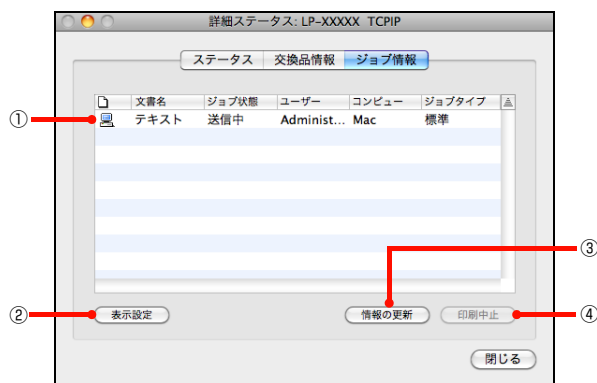 詳細ステータス: LP-XXXXX TCPIP
ステータス 交換品情報 ジョブ情報
文書名 ジョブ状態 ユーザー コンピュー ジョブタイプ
① テキスト 送信中 Administ... Mac 標準
③
② 表示設定 情報の更新 印刷中止 ④
閉じる